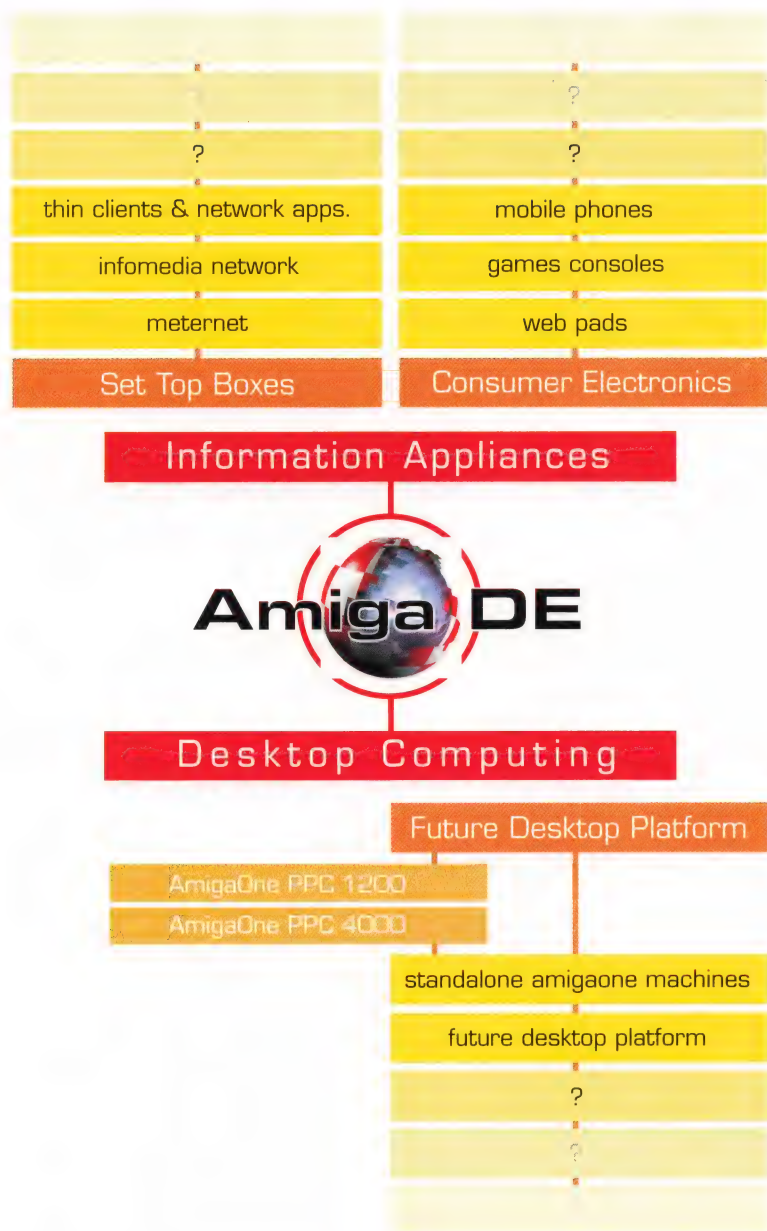 ?
?
?
thin clients & network apps.
infomedia network
meternet
Set Top Boxes
?
mobile phones
games consoles
web pads
Consumer Electronics
Information Appliances
Amiga DE
Desktop Computing
Future Desktop Platform
AmigaOne PPC 1200
AmigaOne PPC 4000
standalone amigaone machines
future desktop platform
?
?